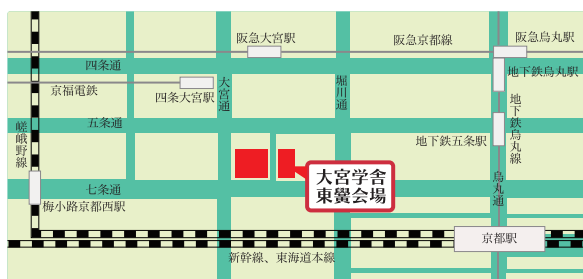 阪急大宮駅
阪急京都線
阪急烏丸駅
四条通
地下鉄烏丸駅
京福電鉄
四条大宮駅
大宮通
堀川通
地下鉄烏丸線
五条通
嵯峨野線
地下鉄五条駅
大宮学舎
東黌会場
烏丸通
七条通
梅小路京都西駅
京都駅
新幹線、東海道本線